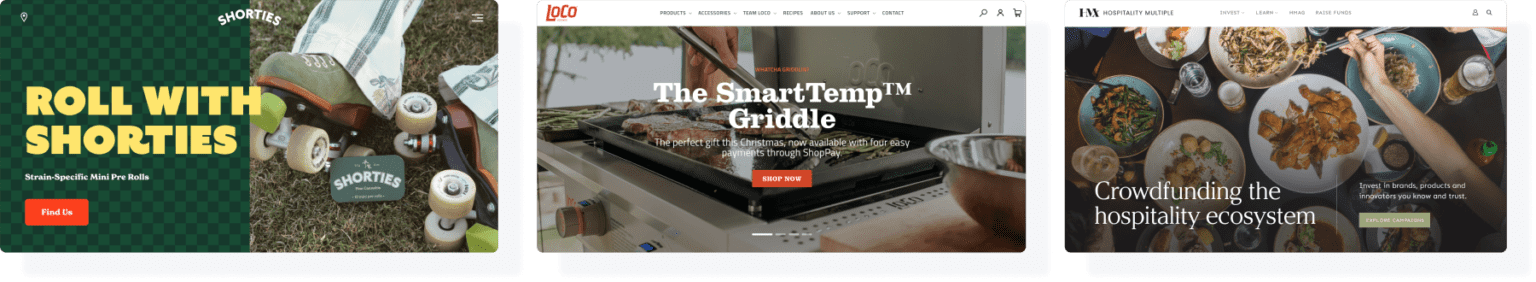 SHORTIES
ROLL WITH
SHORTIES
Strain-Specific Mini Pre Rolls
Find Us
SHORTIES
LOCO
PRODUCTS
ACCESSORIES
TEAM LOCO
RECIPES
ABOUT US
SUPPORT
CONTACT
WHATCHA GRIDDLIN'?
The SmartTemp™
Griddle
The perfect gift this Christmas, now available with four easy
payments through ShopPay.
SHOP NOW
LOCO
HMX HOSPITALITY MULTIPLE
INVEST
LEARN
HMAG
RAISE FUNDS
Crowdfunding the
hospitality ecosystem
Invest in brands, products and
innovators you know and trust.
EXPLORE CAMPAIGNS